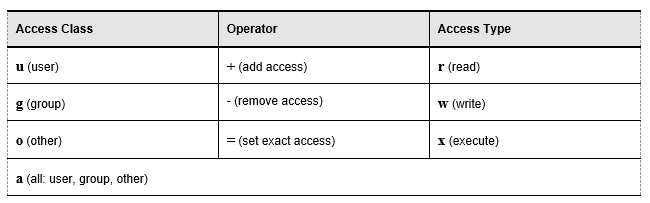 Access Class Operator Access Type
u (user) + (add access) r (read)
g (group) - (remove access) w (write)
o (other) = (set exact access) x (execute)
a (all: user, group, other)